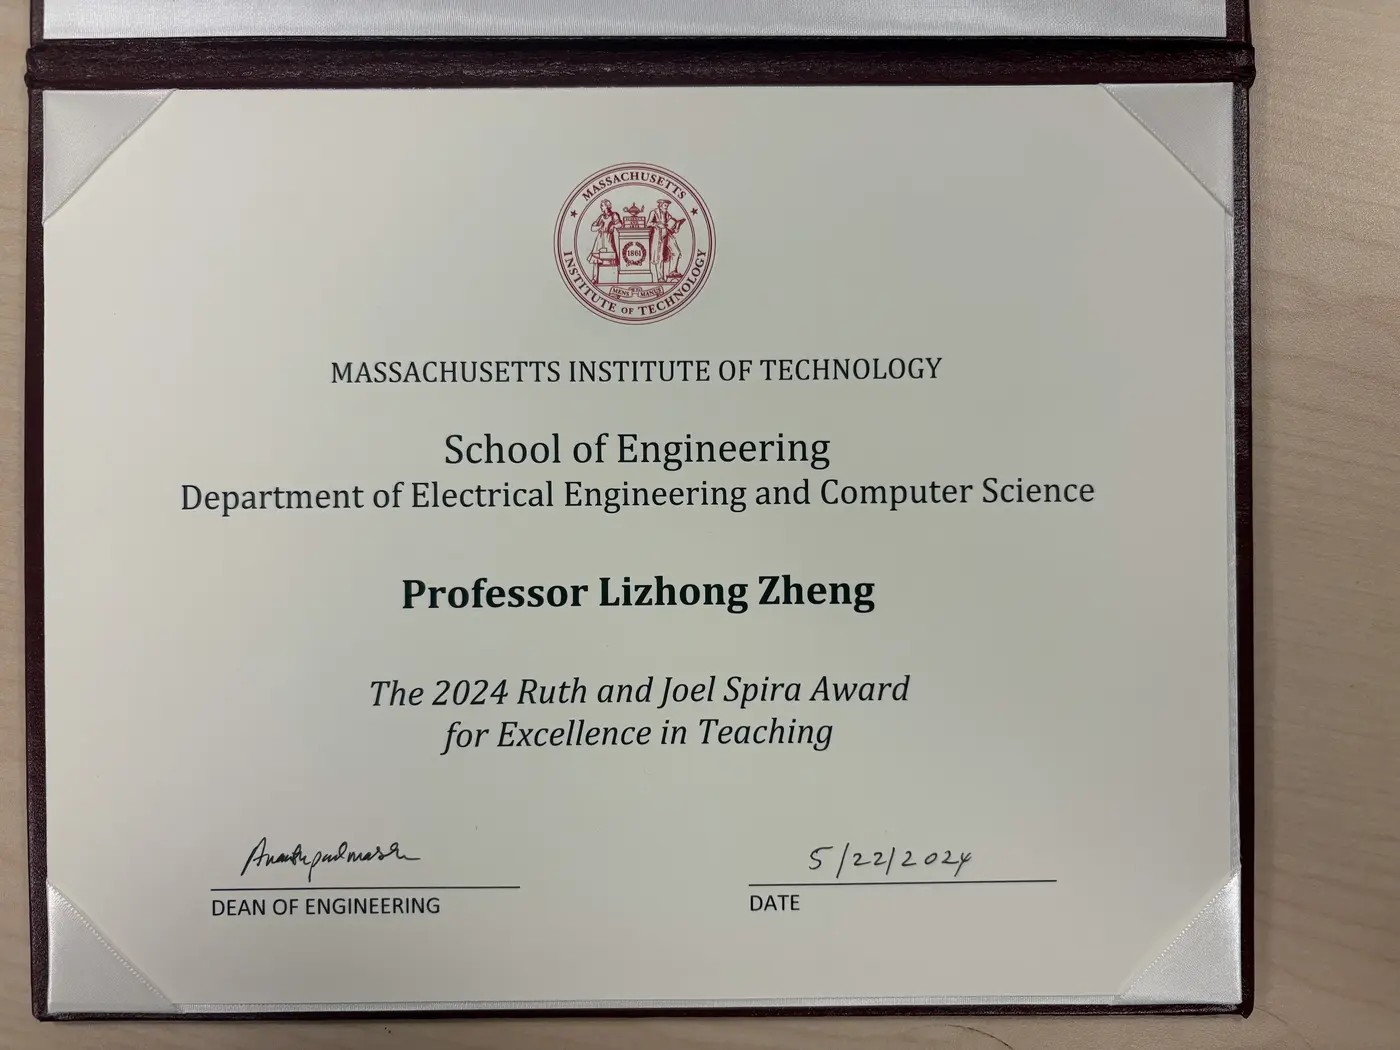 MASSACHUSETTS INSTITUTE OF TECHNOLOGY
1861
MENS ET MANUS
MASSACHUSETTS INSTITUTE OF TECHNOLOGY
School of Engineering
Department of Electrical Engineering and Computer Science
Professor Lizhong Zheng
The 2024 Ruth and Joel Spira Award
for Excellence in Teaching
5/22/2024
DEAN OF ENGINEERING
DATE